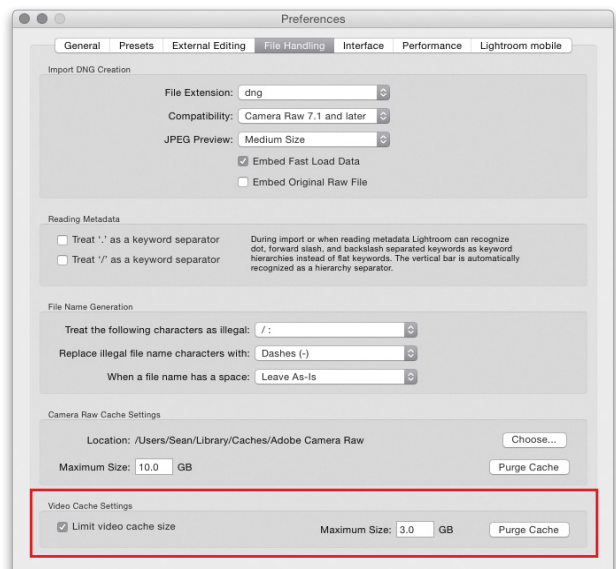 Preferences
General Presets External Editing File Handling Interface Performance Lightroom mobile
Import DNG Creation
File Extension: dng
Compatibility: Camera Raw 7.1 and later
JPEG Preview: Medium Size
Embed Fast Load Data
Embed Original Raw File
Reading Metadata
Treat ‘.’ as a keyword separator
Treat ‘/’ as a keyword separator
During import or when reading metadata Lightroom can recognize
dot, forward slash, and backslash separated keywords as keyword
hierarchies instead of flat keywords. The vertical bar is automatically
recognized as a hierarchy separator.
File Name Generation
Treat the following characters as illegal: / :
Replace illegal file name characters with: Dashes (-)
When a file name has a space: Leave As-Is
Camera Raw Cache Settings
Location: /Users/Sean/Library/Caches/Adobe Camera Raw Choose...
Maximum Size: 10.0 GB Purge Cache
Video Cache Settings
Limit video cache size Maximum Size: 3.0 GB Purge Cache